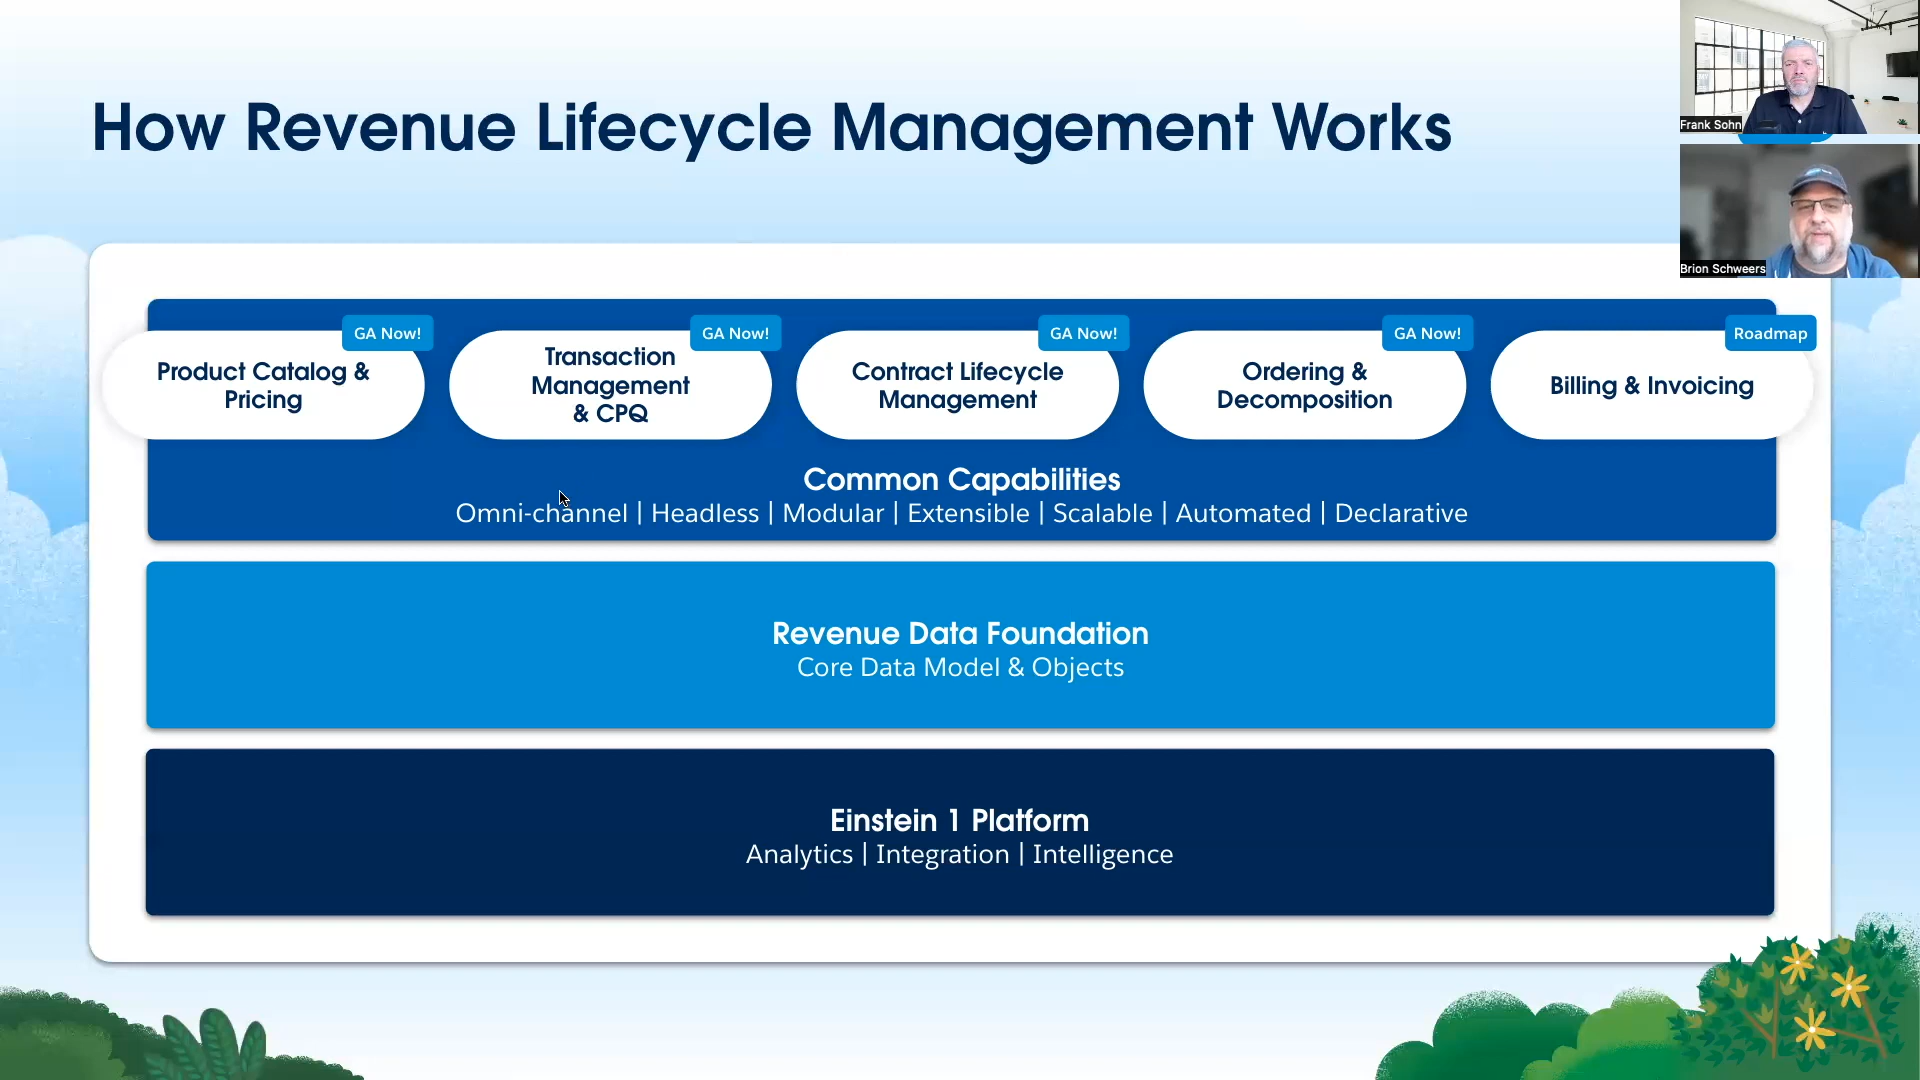 How Revenue Lifecycle Management Works
Frank Sohn
Brion Schweers
GA Now!
GA Now!
GA Now!
GA Now!
Roadmap
Product Catalog &
Pricing
Transaction
Management
& CPQ
Contract Lifecycle
Management
Ordering &
Decomposition
Billing & Invoicing
Common Capabilities
Omni-channel | Headless | Modular | Extensible | Scalable | Automated | Declarative
Revenue Data Foundation
Core Data Model & Objects
Einstein 1 Platform
Analytics | Integration | Intelligence